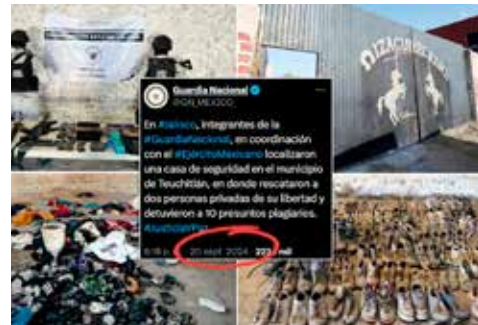 Guardia Nacional
@GN_MEXICO_
En #Jalisco, integrantes de la
#GuardiaNacional, en coordinación
con el #EjércitoMexicano localizaron
una casa de seguridad en el municipio
de Teuchitlán, en donde rescataron a
dos personas privadas de su libertad y
detuvieron a 10 presuntos plagiarios.
#JusticiaYPaz
20 sept. 2024
mil
IZAGUIRRE